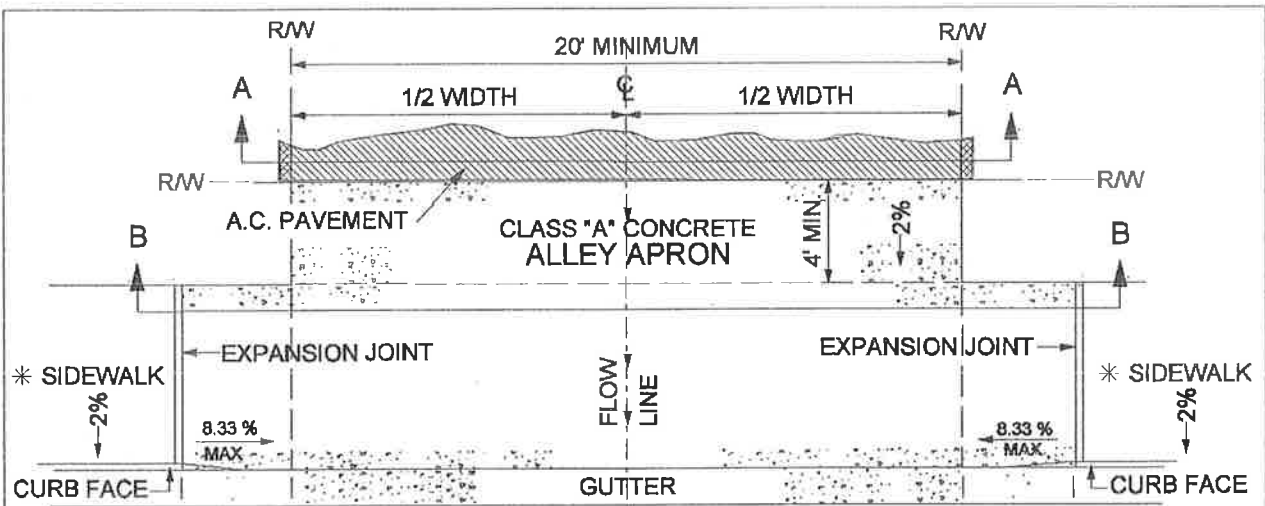 R/W R/W
20' MINIMUM
A ℄ A
1/2 WIDTH 1/2 WIDTH
R/W R/W
A.C. PAVEMENT
CLASS "A" CONCRETE
ALLEY APRON
4' MIN.
2%
B B
EXPANSION JOINT EXPANSION JOINT
* SIDEWALK * SIDEWALK
2% 2%
FLOW LINE
8.33 % 8.33 %
MAX MAX
CURB FACE GUTTER CURB FACE